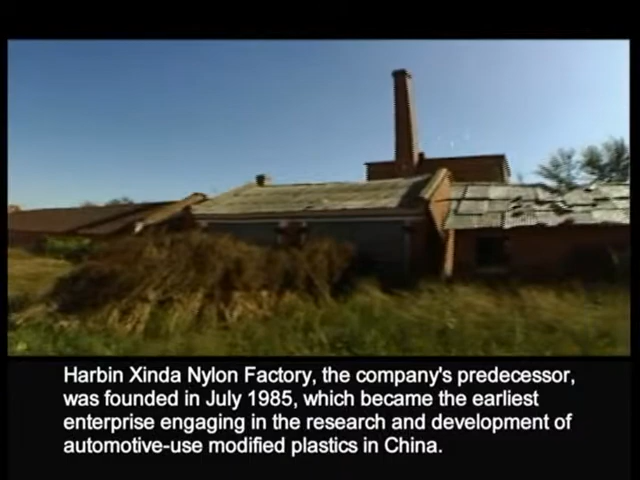 Harbin Xinda Nylon Factory, the company's predecessor,
was founded in July 1985, which became the earliest
enterprise engaging in the research and development of
automotive-use modified plastics in China.